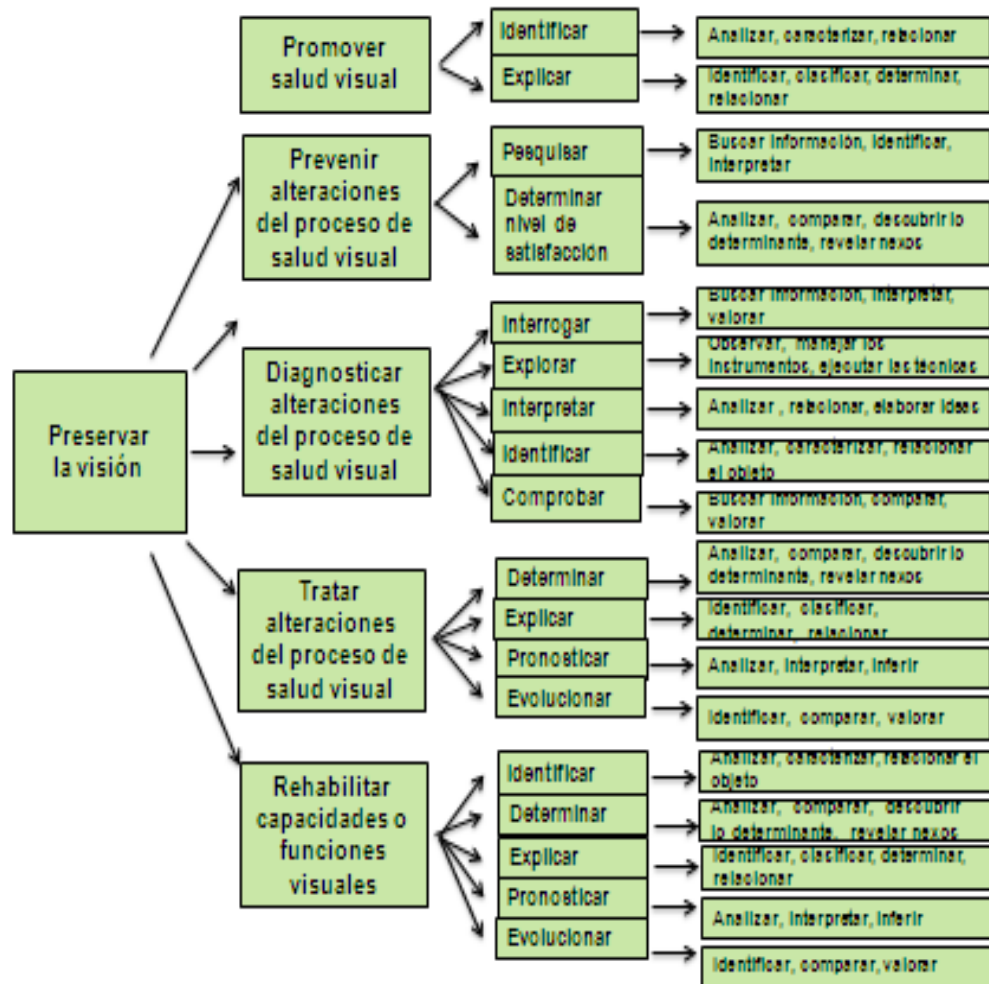 Preservar
la visión
Promover
salud visual
Identificar
Analizar, caracterizar, relacionar
Explicar
Identificar, clasificar, determinar,
relacionar
Prevenir
alteraciones
del proceso de
salud visual
Pesquisar
Buscar información, identificar,
interpretar
Determinar
nivel de
satisfacción
Analizar, comparar, descubrir lo
determinante, revelar nexos
Diagnosticar
alteraciones
del proceso de
salud visual
Interrogar
Buscar información, interpretar,
valorar
Explorar
Observar, manejar los
instrumentos, ejecutar las técnicas
Interpretar
Analizar , relacionar, elaborar ideas
Identificar
Analizar, caracterizar, relacionar
el objeto
Comprobar
Buscar información, comparar,
valorar
Tratar
alteraciones
del proceso de
salud visual
Determinar
Analizar, comparar, descubrir lo
determinante, revelar nexos
Explicar
Identificar, clasificar,
determinar, relacionar
Pronosticar
Analizar, interpretar, inferir
Evolucionar
Identificar, comparar, valorar
Rehabilitar
capacidades o
funciones
visuales
Identificar
Analizar, caracterizar, relacionar el
objeto
Determinar
Analizar, comparar, descubrir
lo determinante, revelar nexos
Explicar
Identificar, clasificar, determinar,
relacionar
Pronosticar
Analizar, interpretar, inferir
Evolucionar
Identificar, comparar, valorar